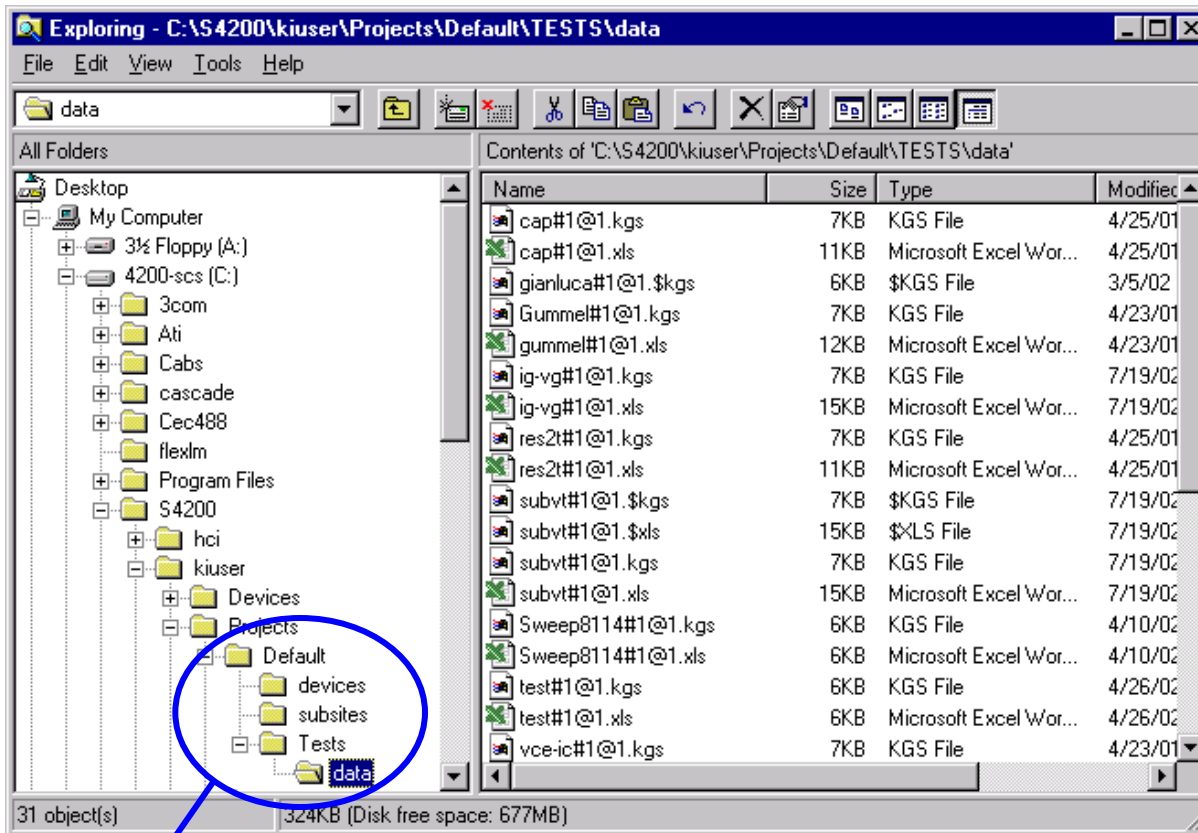 Exploring - C:\S4200\kiuser\Projects\Default\TESTS\data
File Edit View Tools Help
data
All Folders
Contents of 'C:\S4200\kiuser\Projects\Default\TESTS\data'
Desktop
My Computer
3½ Floppy (A:)
4200-scs (C:)
3com
Ati
Cabs
cascade
Cec488
flexlm
Program Files
S4200
hci
kiuser
Devices
Projects
Default
devices
subsites
Tests
data
Name Size Type Modified
cap#1@1.kgs 7KB KGS File 4/25/01
cap#1@1.xls 11KB Microsoft Excel Wor... 4/25/01
gianluca#1@1.$kgs 6KB $KGS File 3/5/02
Gummel#1@1.kgs 7KB KGS File 4/23/01
gummel#1@1.xls 12KB Microsoft Excel Wor... 4/23/01
ig-vg#1@1.kgs 7KB KGS File 7/19/02
ig-vg#1@1.xls 15KB Microsoft Excel Wor... 7/19/02
res2t#1@1.kgs 7KB KGS File 4/25/01
res2t#1@1.xls 11KB Microsoft Excel Wor... 4/25/01
subvt#1@1.$kgs 7KB $KGS File 7/19/02
subvt#1@1.$xls 15KB $XLS File 7/19/02
subvt#1@1.kgs 7KB KGS File 7/19/02
subvt#1@1.xls 15KB Microsoft Excel Wor... 7/19/02
Sweep8114#1@1.kgs 6KB KGS File 4/10/02
Sweep8114#1@1.xls 6KB Microsoft Excel Wor... 4/10/02
test#1@1.kgs 6KB KGS File 4/26/02
test#1@1.xls 6KB Microsoft Excel Wor... 4/26/02
vce-ic#1@1.kgs 7KB KGS File 4/23/01
31 object(s) 324KB (Disk free space: 677MB)